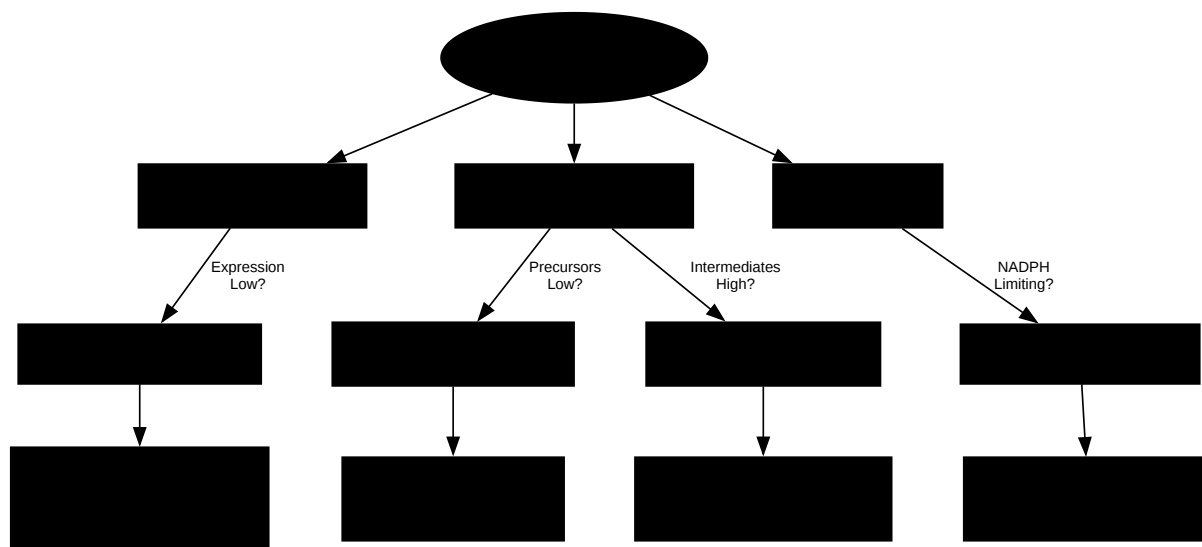 Expression
Low?
Precursors
Low?
Intermediates
High?
NADPH
Limiting?